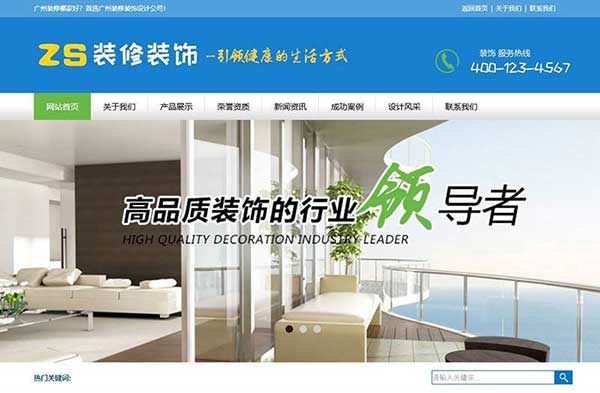 广州装修哪家好？首选广州装修装饰设计公司！
返回首页 | 关于我们 | 联系我们
ZS 装修装饰 —引领健康的生活方式
装饰 服务热线
400-123-4567
网站首页 关于我们 产品展示 荣誉资质 新闻资讯 成功案例 设计风采 联系我们
高品质装饰的行业领导者
HIGH QUALITY DECORATION INDUSTRY LEADER
热门关键词:
请输入关键字...